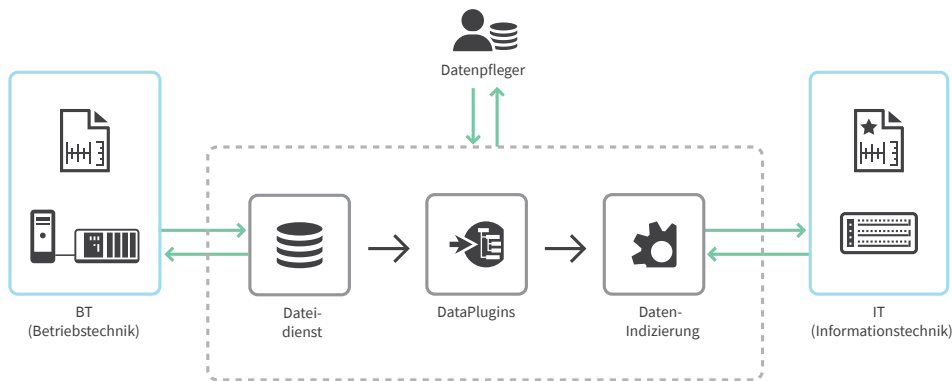 Datenpfleger
BT
(Betriebstechnik)
Datei-
dienst
DataPlugins
Daten-
Indizierung
IT
(Informationstechnik)